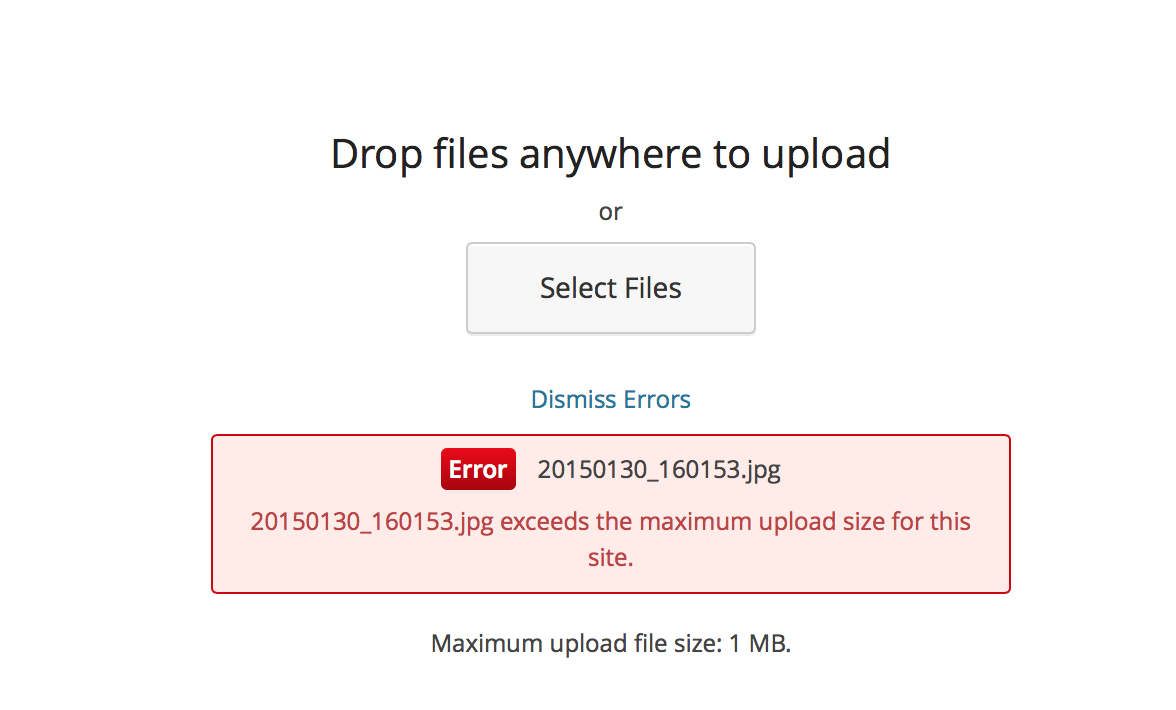 Drop files anywhere to upload
or
Select Files
Dismiss Errors
Error 20150130_160153.jpg
20150130_160153.jpg exceeds the maximum upload size for this
site.
Maximum upload file size: 1 MB.